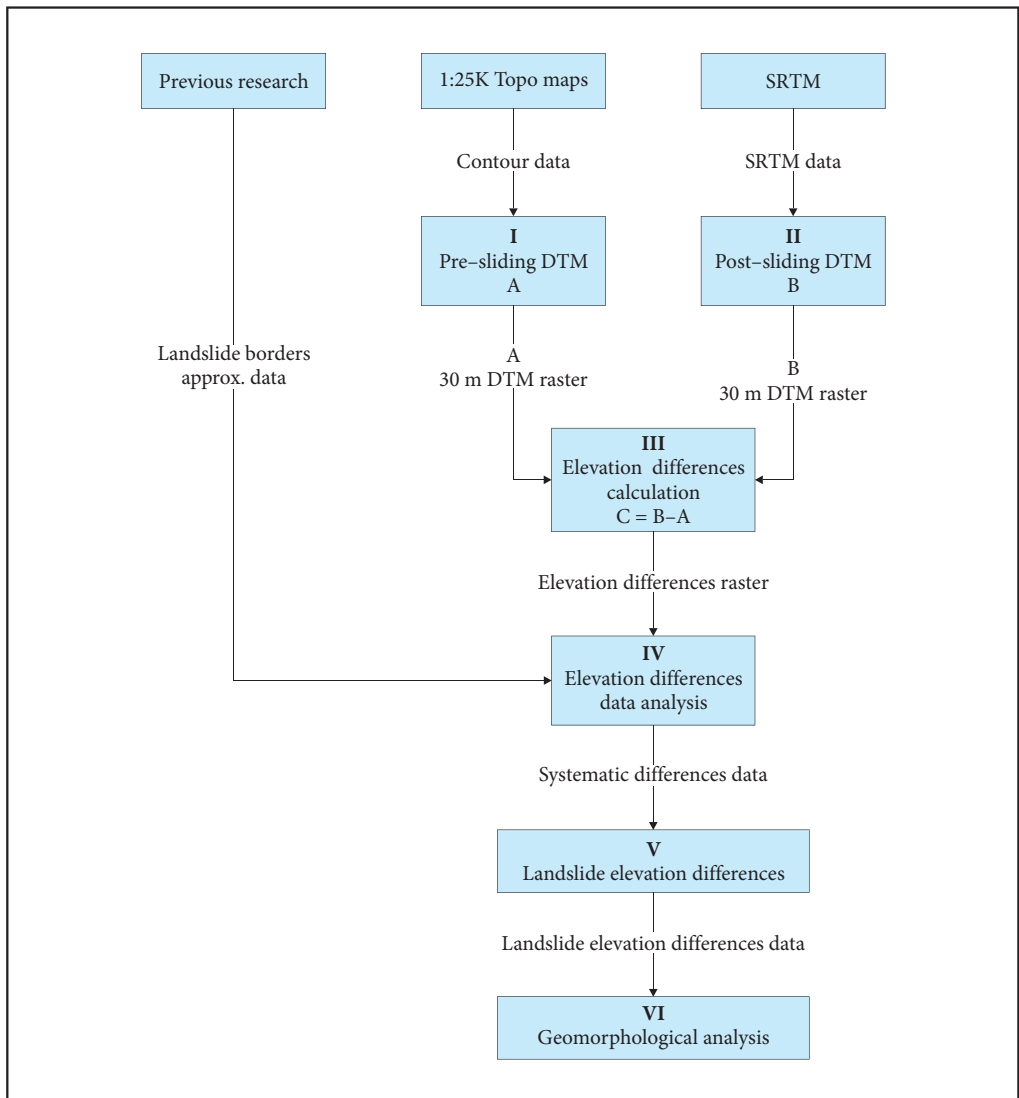 Previous research
1:25K Topo maps
SRTM
Contour data
SRTM data
I
Pre–sliding DTM
A
II
Post–sliding DTM
B
Landslide borders
approx. data
A
30 m DTM raster
B
30 m DTM raster
III
Elevation differences
calculation
C = B–A
Elevation differences raster
IV
Elevation differences
data analysis
Systematic differences data
V
Landslide elevation differences
Landslide elevation differences data
VI
Geomorphological analysis